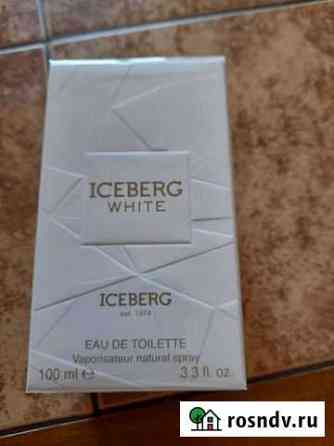 ICEBERG
WHITE
ICEBERG
est. 1974
EAU DE TOILETTE
Vaporisateur natural spray
100 ml ℮ 3.3 fl. oz.
rosndv.ru